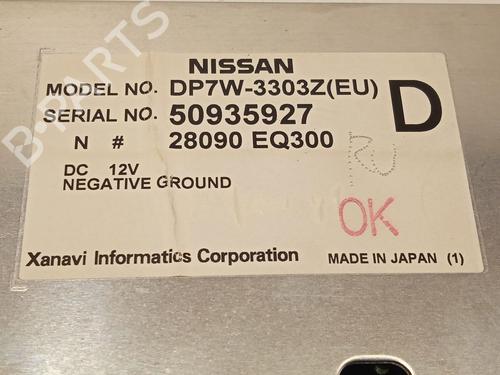 NISSAN
MODEL NO. DP7W-3303Z(EU)
SERIAL NO. 50935927
N # 28090 EQ300
D
DC 12V
NEGATIVE GROUND
RU
OK
Xanavi Informatics Corporation
MADE IN JAPAN (1)
B-PARTS